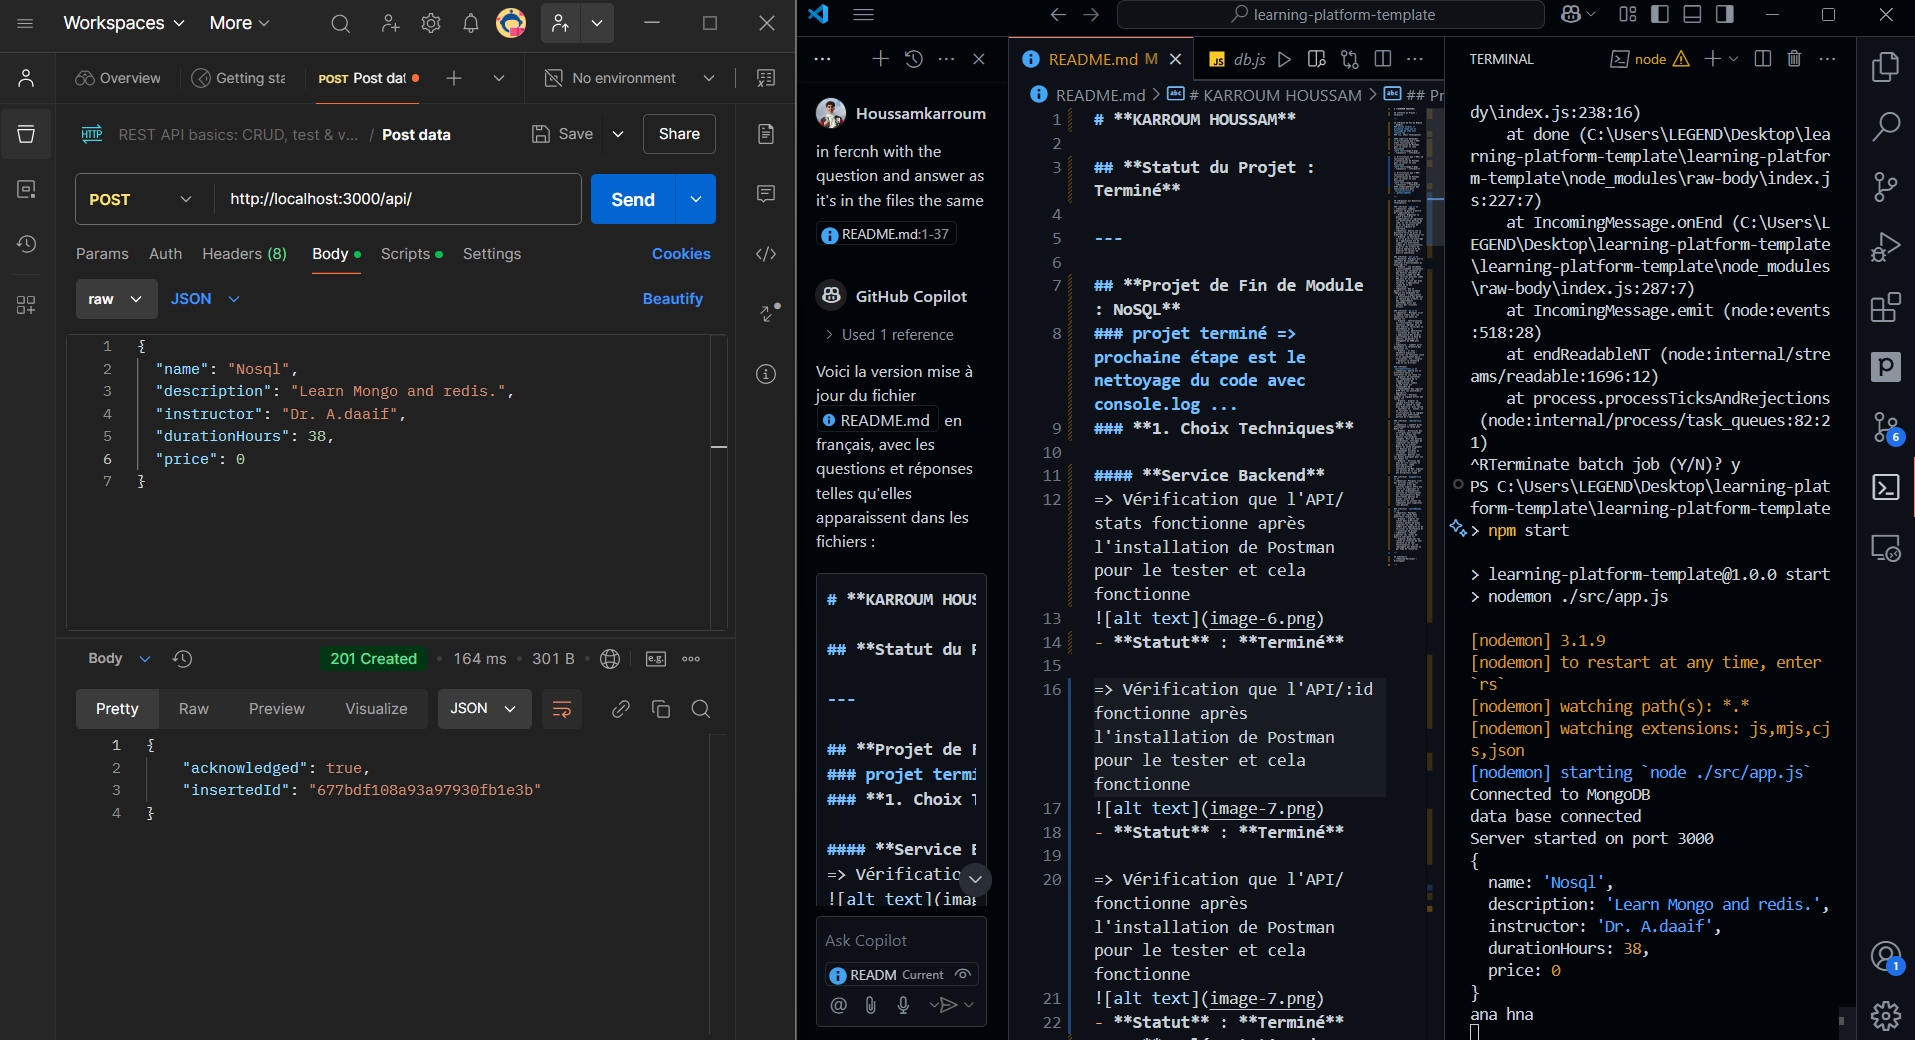 Workspaces
More
Overview
Getting sta
POST Post dat
No environment
HTTP
REST API basics: CRUD, test & v... / Post data
Save
Share
POST
http://localhost:3000/api/
Send
Params
Auth
Headers (8)
Body
Scripts
Settings
Cookies
raw
JSON
Beautify
1 {
2 "name": "Nosql",
3 "description": "Learn Mongo and redis.",
4 "instructor": "Dr. A.daaif",
5 "durationHours": 38,
6 "price": 0
7 }
Body
201 Created
164 ms
301 B
e.g.
Pretty
Raw
Preview
Visualize
JSON
1 {
2 "acknowledged": true,
3 "insertedId": "677bdf108a93a97930fb1e3b"
4 }
learning-platform-template
Houssamkarroum
in fercnh with the
question and answer as
it's in the files the same
README.md:1-37
GitHub Copilot
> Used 1 reference
Voici la version mise à
jour du fichier
README.md en
français, avec les
questions et réponses
telles qu'elles
apparaissent dans les
fichiers :
# **KARROUM HOUS
## **Statut du P
---
## **Projet de F
### projet termi
### **1. Choix T
#### **Service B
=> Vérificatio
![alt text](imag
Ask Copilot
READM Current
@
README.md M
JS db.js
README.md > # KARROUM HOUSSAM > ## Pr
1 # **KARROUM HOUSSAM**
2
3 ## **Statut du Projet :
Terminé**
4
5 ---
6
7 ## **Projet de Fin de Module
: NoSQL**
8 ### projet terminé =>
prochaine étape est le
nettoyage du code avec
console.log ...
9 ### **1. Choix Techniques**
10
11 #### **Service Backend**
12 => Vérification que l'API/
stats fonctionne après
l'installation de Postman
pour le tester et cela
fonctionne
13 ![alt text](image-6.png)
14 - **Statut** : **Terminé**
15
16 => Vérification que l'API/:id
fonctionne après
l'installation de Postman
pour le tester et cela
fonctionne
17 ![alt text](image-7.png)
18 - **Statut** : **Terminé**
19
20 => Vérification que l'API/
fonctionne après
l'installation de Postman
pour le tester et cela
fonctionne
21 ![alt text](image-7.png)
22 - **Statut** : **Terminé**
TERMINAL
node
dy\index.js:238:16)
at done (C:\Users\LEGEND\Desktop\lea
rning-platform-template\learning-platfor
m-template\node_modules\raw-body\index.j
s:227:7)
at IncomingMessage.onEnd (C:\Users\L
EGEND\Desktop\learning-platform-template
\learning-platform-template\node_modules
\raw-body\index.js:287:7)
at IncomingMessage.emit (node:events
:518:28)
at endReadableNT (node:internal/stre
ams/readable:1696:12)
at process.processTicksAndRejections
(node:internal/process/task_queues:82:2
1)
^RTerminate batch job (Y/N)? y
PS C:\Users\LEGEND\Desktop\learning-plat
form-template\learning-platform-template
> npm start
> learning-platform-template@1.0.0 start
> nodemon ./src/app.js
[nodemon] 3.1.9
[nodemon] to restart at any time, enter
`rs`
[nodemon] watching path(s): *.*
[nodemon] watching extensions: js,mjs,cj
s,json
[nodemon] starting `node ./src/app.js`
Connected to MongoDB
data base connected
Server started on port 3000
{
name: 'Nosql',
description: 'Learn Mongo and redis.',
instructor: 'Dr. A.daaif',
durationHours: 38,
price: 0
}
ana hna
6
1